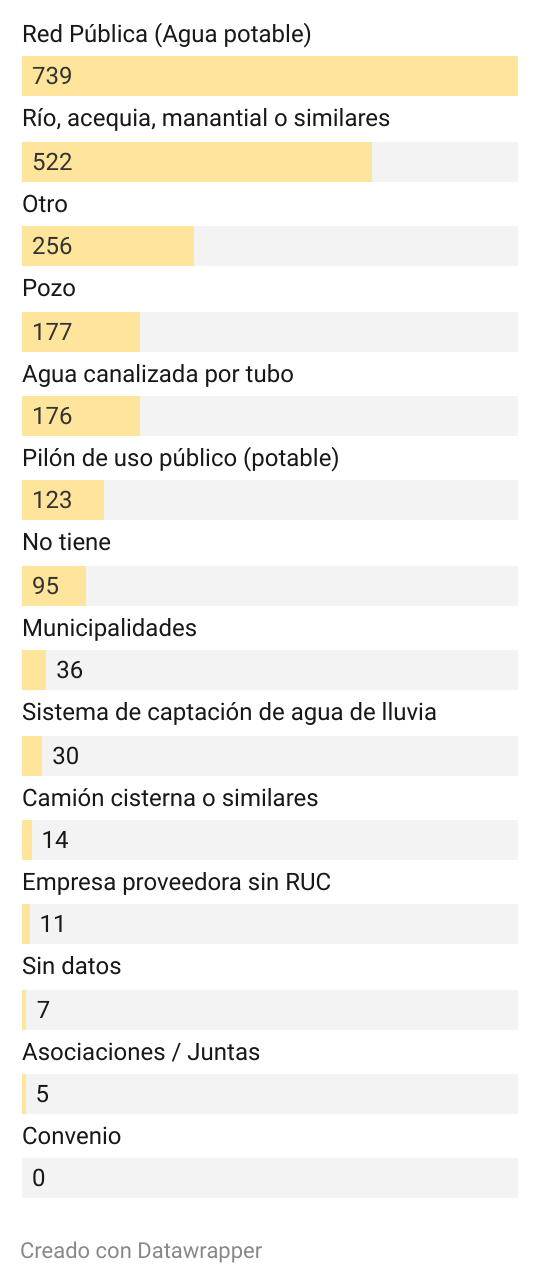 Red Pública (Agua potable)
739
Río, acequia, manantial o similares
522
Otro
256
Pozo
177
Agua canalizada por tubo
176
Pilón de uso público (potable)
123
No tiene
95
Municipalidades
36
Sistema de captación de agua de lluvia
30
Camión cisterna o similares
14
Empresa proveedora sin RUC
11
Sin datos
7
Asociaciones / Juntas
5
Convenio
0
Creado con Datawrapper